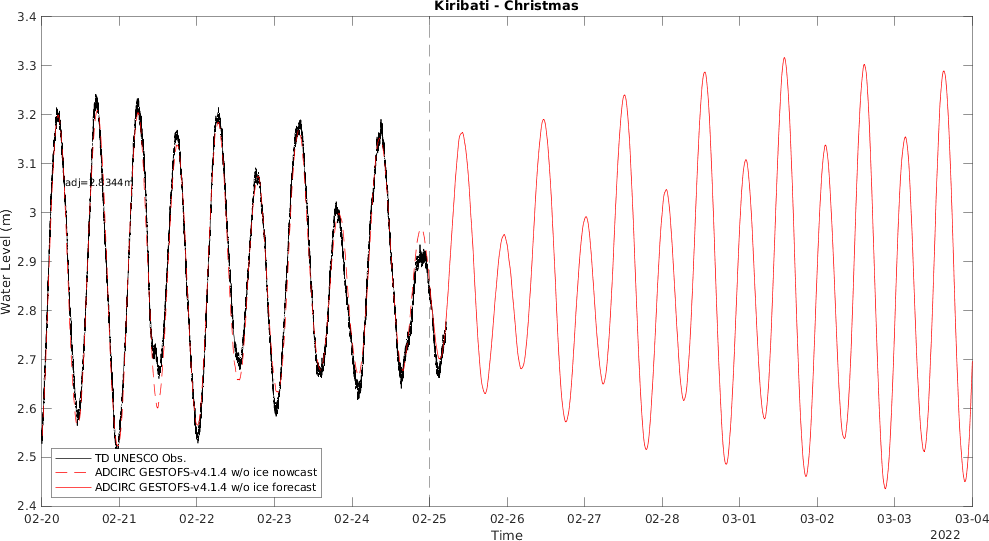 Kiribati - Christmas
3.4
3.3
3.2
3.1
3
2.9
2.8
2.7
2.6
2.5
2.4
Water Level (m)
adj=2.8344m
TD UNESCO Obs.
ADCIRC GESTOFS-v4.1.4 w/o ice nowcast
ADCIRC GESTOFS-v4.1.4 w/o ice forecast
02-20 02-21 02-22 02-23 02-24 02-25 02-26 02-27 02-28 03-01 03-02 03-03 03-04
Time
2022